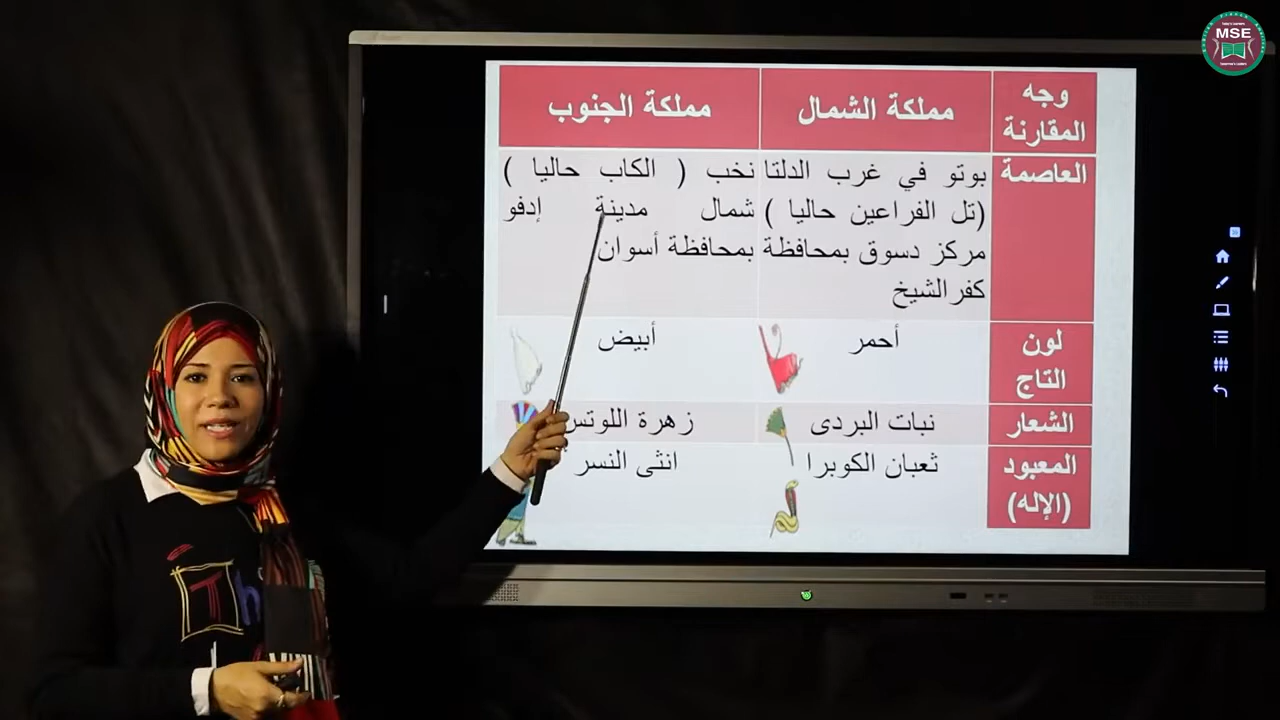 MSE
وجه المقارنة
مملكة الشمال
مملكة الجنوب
العاصمة
بوتو في غرب الدلتا
(تل الفراعين حاليا )
مركز دسوق بمحافظة
كفرالشيخ
نخب ( الكاب حاليا )
شمال مدينة إدفو
بمحافظة أسوان
لون التاج
أحمر
أبيض
الشعار
نبات البردى
زهرة اللوتس
المعبود (الإله)
ثعبان الكوبرا
انثى النسر